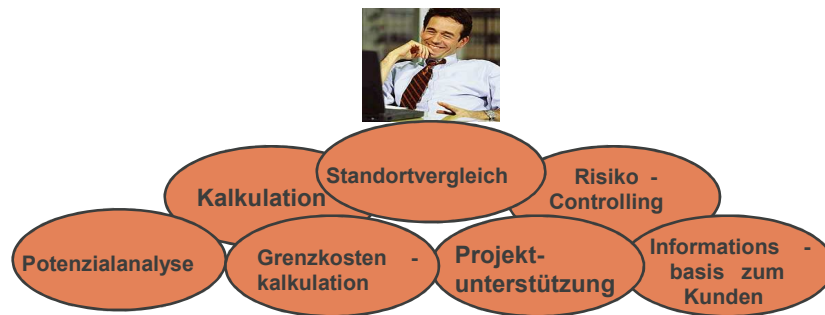 Standortvergleich
Kalkulation
Risiko -
Controlling
Potenzialanalyse
Grenzkosten -
kalkulation
Projekt-
unterstützung
Informations -
basis zum
Kunden